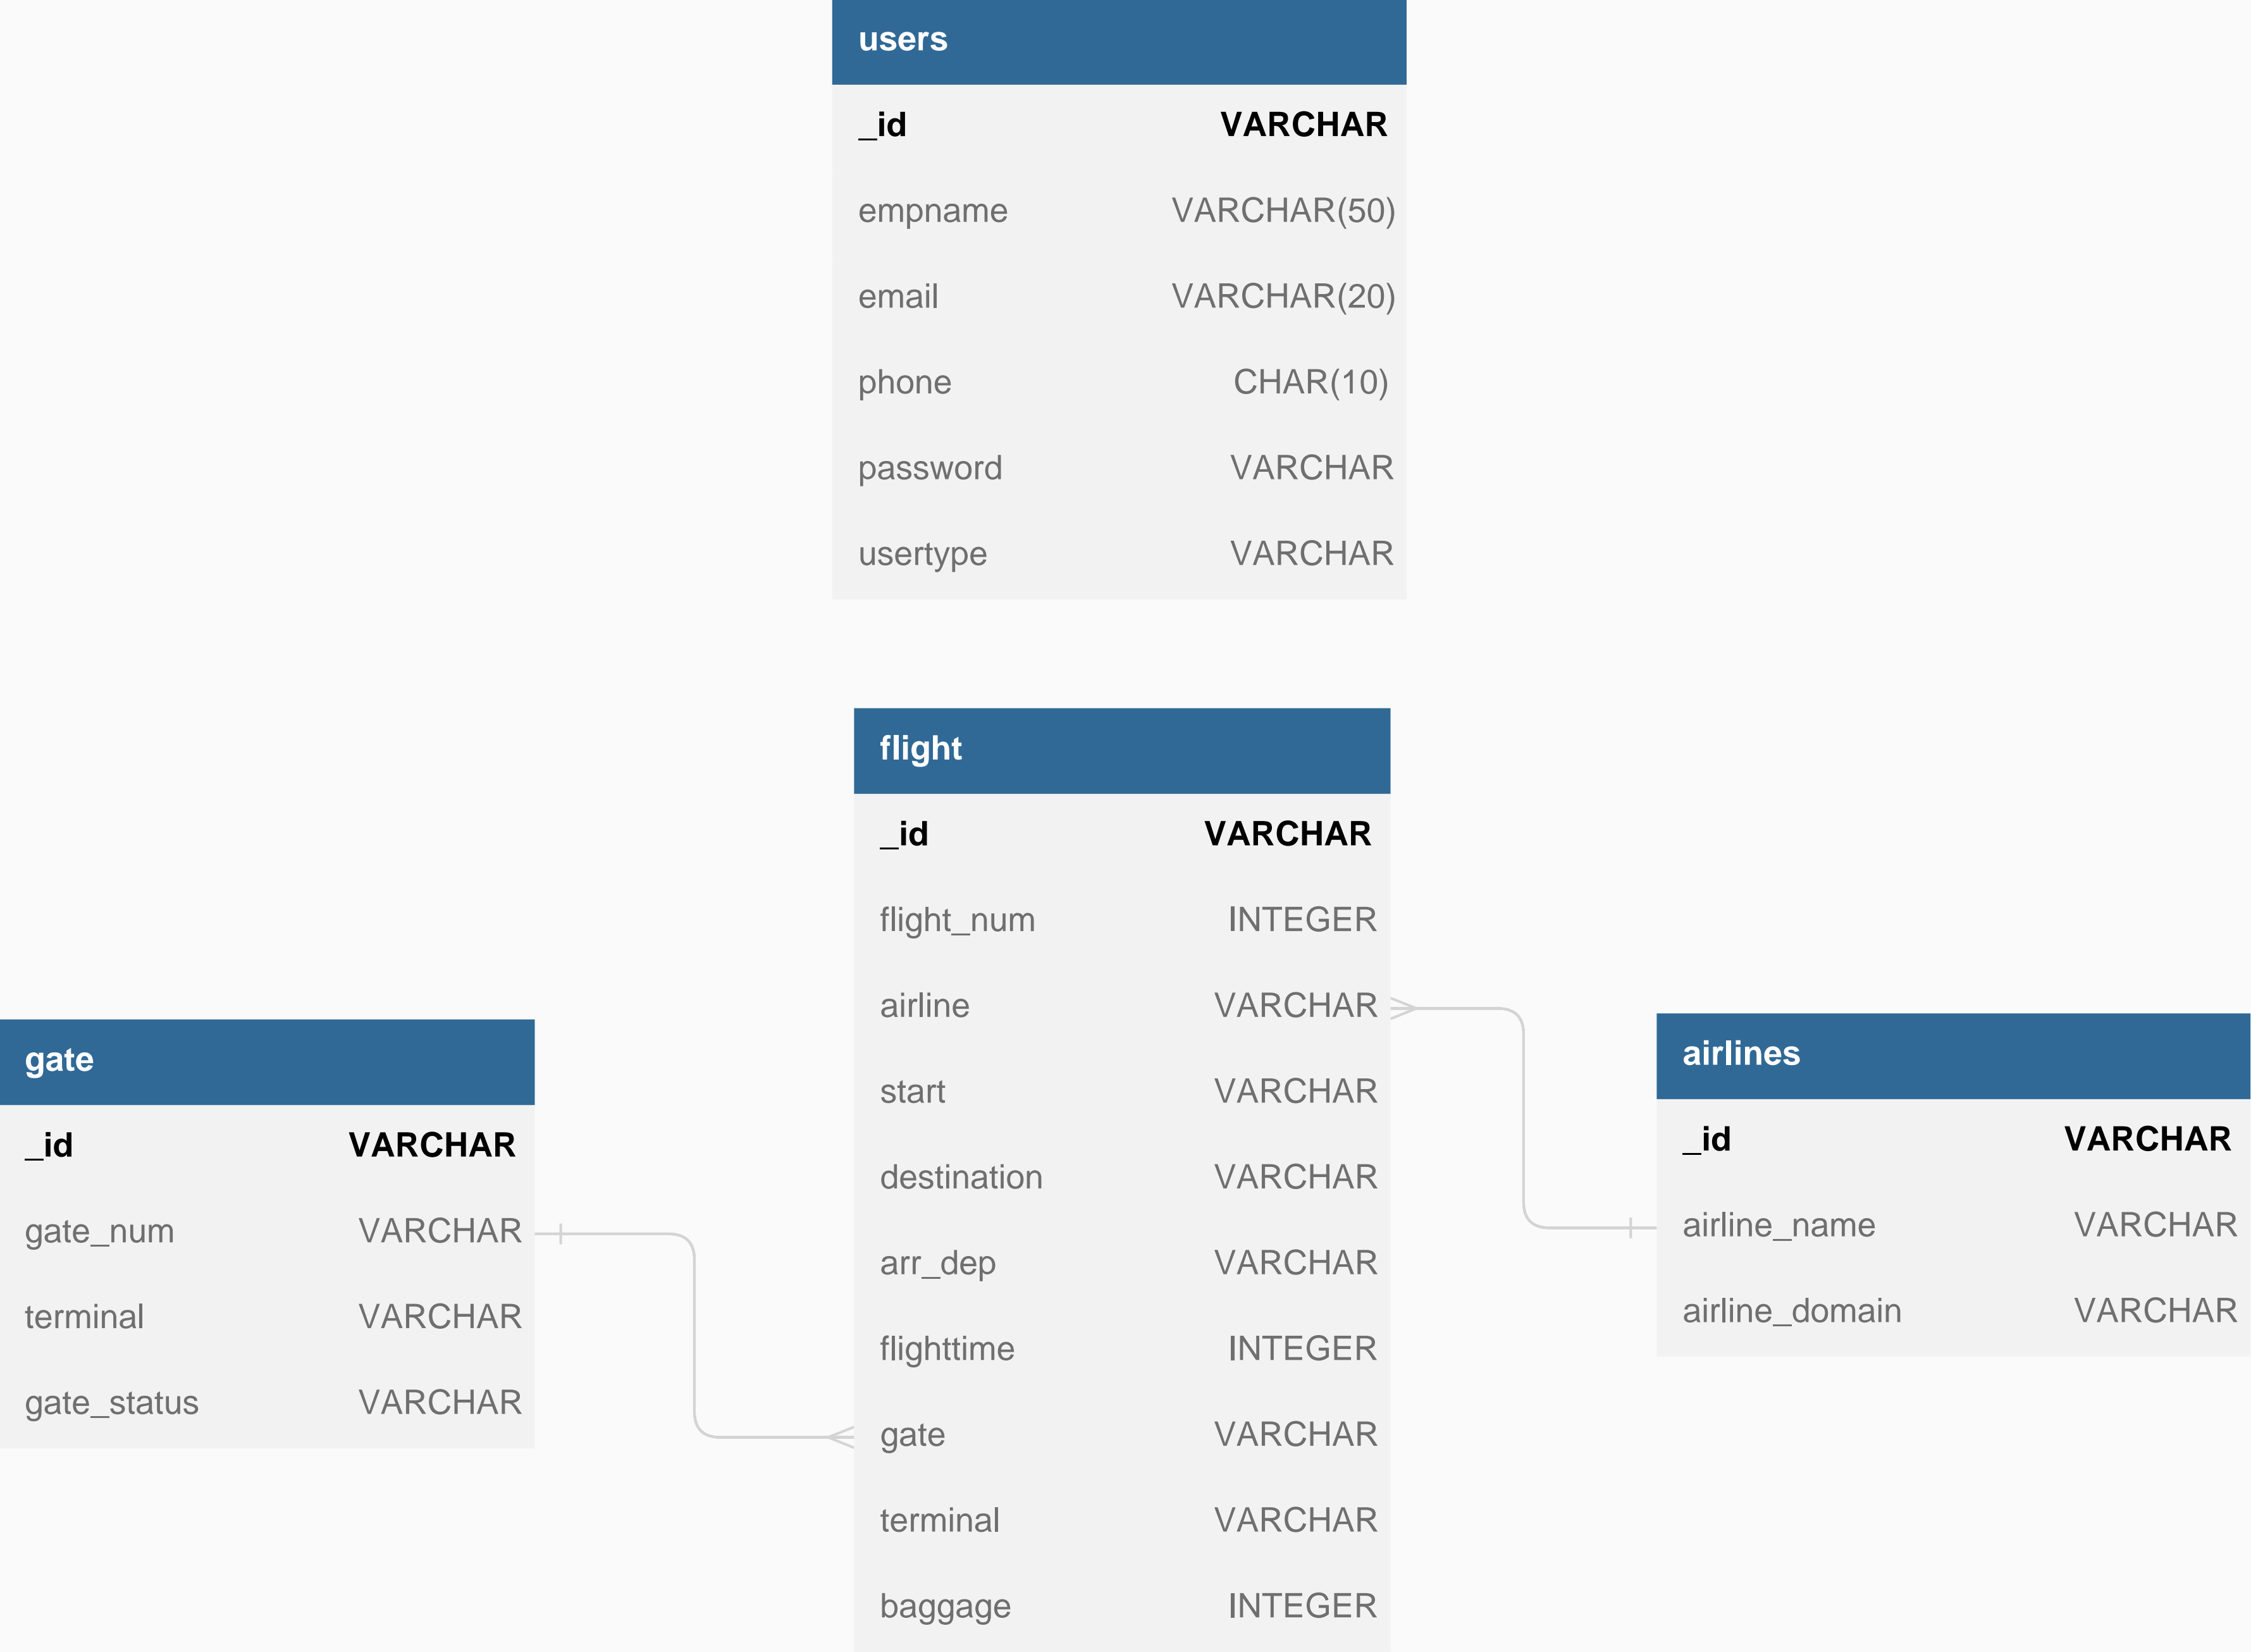 users
_id VARCHAR
empname VARCHAR(50)
email VARCHAR(20)
phone CHAR(10)
password VARCHAR
usertype VARCHAR
flight
_id VARCHAR
flight_num INTEGER
airline VARCHAR
start VARCHAR
destination VARCHAR
arr_dep VARCHAR
flighttime INTEGER
gate VARCHAR
terminal VARCHAR
baggage INTEGER
gate
_id VARCHAR
gate_num VARCHAR
terminal VARCHAR
gate_status VARCHAR
airlines
_id VARCHAR
airline_name VARCHAR
airline_domain VARCHAR